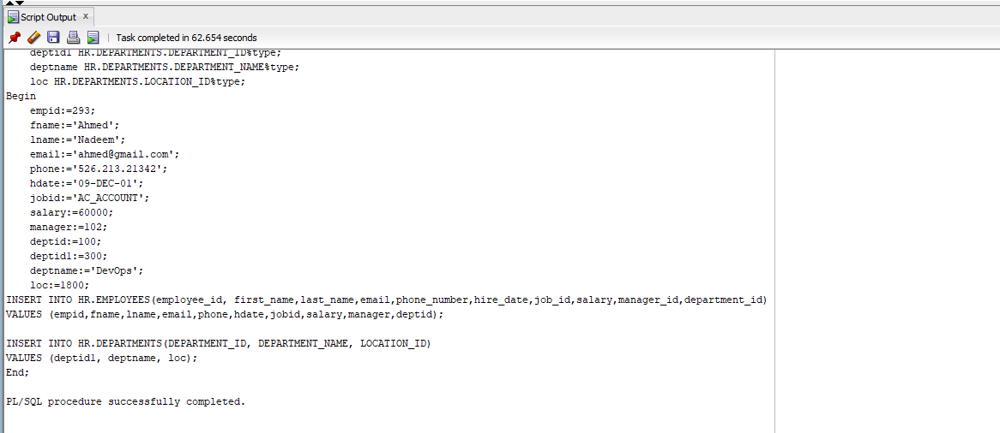 Script Output x
Task completed in 62.654 seconds
deptid1 HR.DEPARTMENTS.DEPARTMENT_ID%type;
deptname HR.DEPARTMENTS.DEPARTMENT_NAME%type;
loc HR.DEPARTMENTS.LOCATION_ID%type;
Begin
empid:=293;
fname:='Ahmed';
lname:='Nadeem';
email:='ahmed@gmail.com';
phone:='526.213.21342';
hdate:='09-DEC-01';
jobid:='AC_ACCOUNT';
salary:=60000;
manager:=102;
deptid:=100;
deptid1:=300;
deptname:='DevOps';
loc:=1800;
INSERT INTO HR.EMPLOYEES(employee_id, first_name,last_name,email,phone_number,hire_date,job_id,salary,manager_id,department_id)
VALUES (empid,fname,lname,email,phone,hdate,jobid,salary,manager,deptid);
INSERT INTO HR.DEPARTMENTS(DEPARTMENT_ID, DEPARTMENT_NAME, LOCATION_ID)
VALUES (deptid1, deptname, loc);
End;
PL/SQL procedure successfully completed.